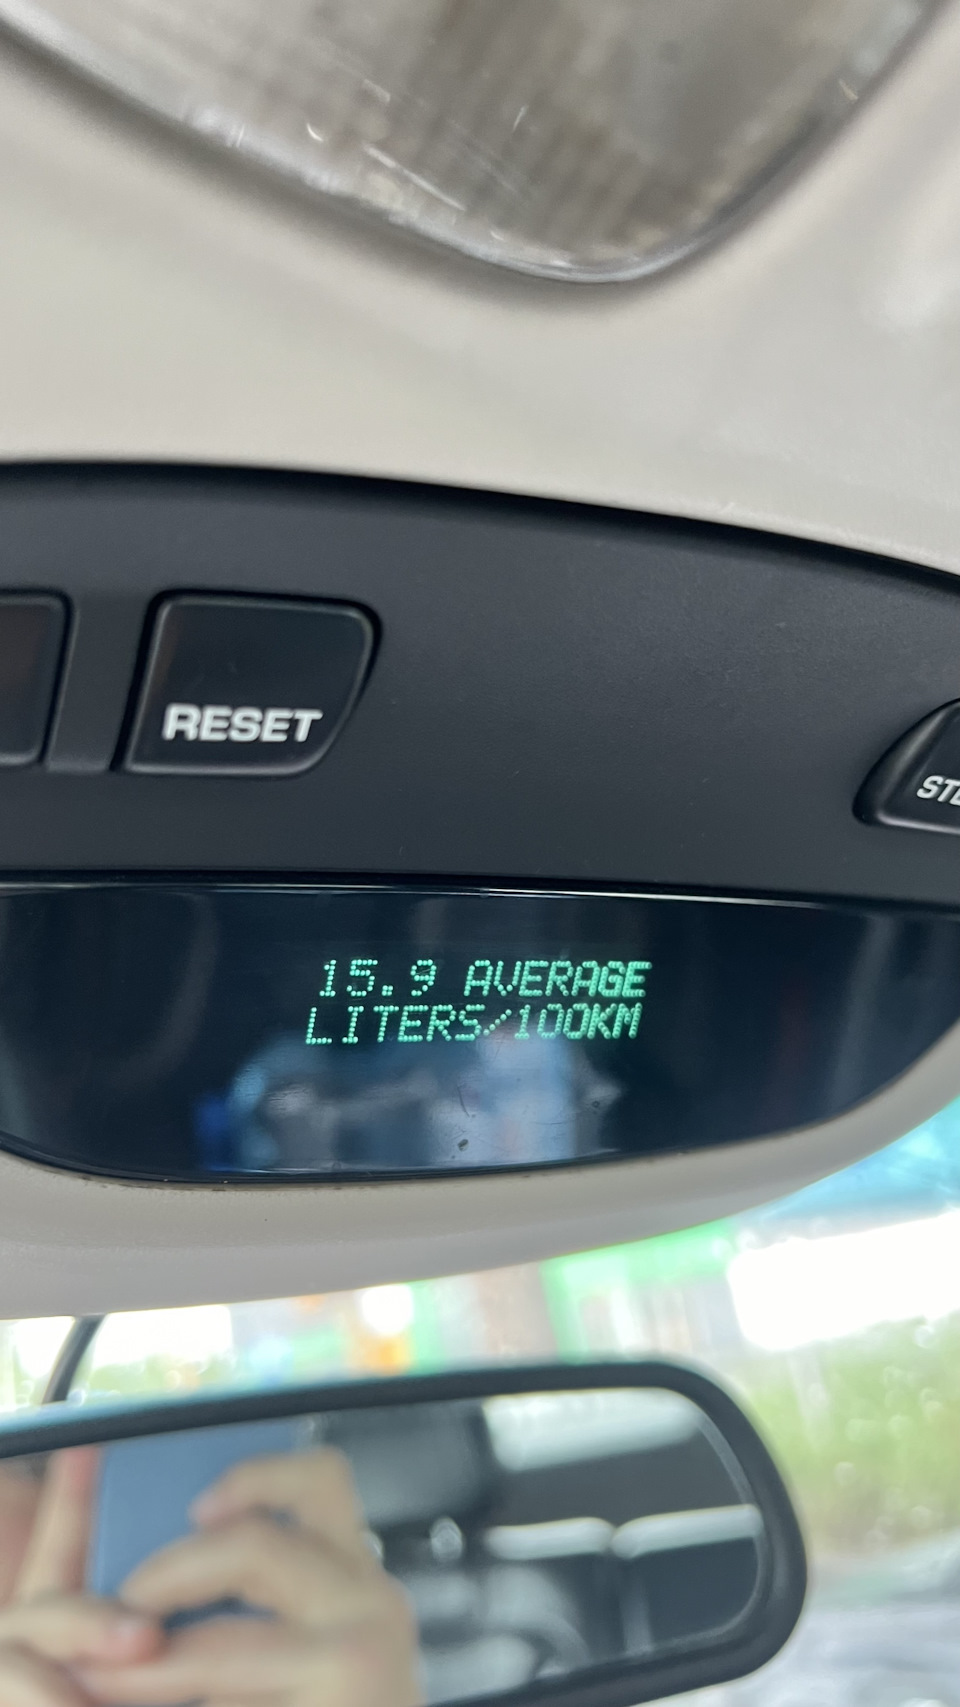 RESET
15.9 AVERAGE
LITERS/100KM